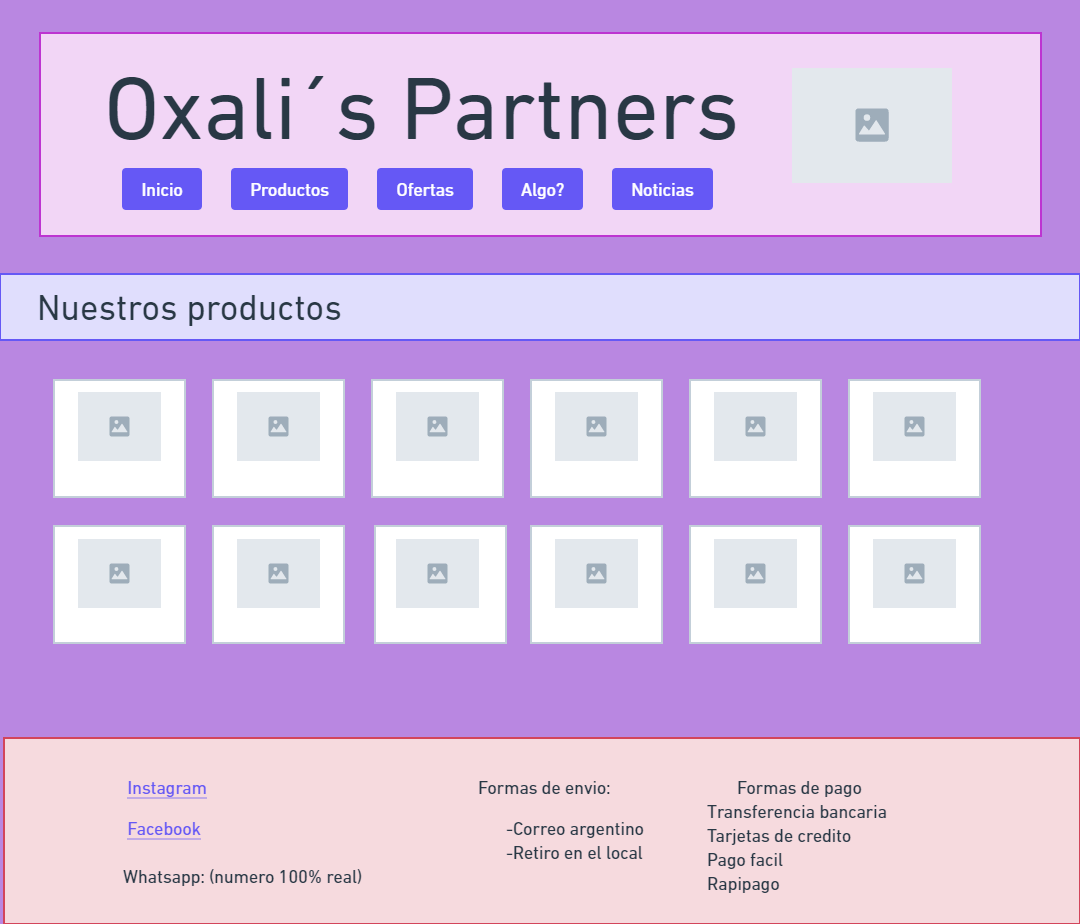 Oxali´s Partners
Inicio
Productos
Ofertas
Algo?
Noticias
Nuestros productos
Instagram
Facebook
Whatsapp: (numero 100% real)
Formas de envio:
-Correo argentino
-Retiro en el local
Formas de pago
Transferencia bancaria
Tarjetas de credito
Pago facil
Rapipago